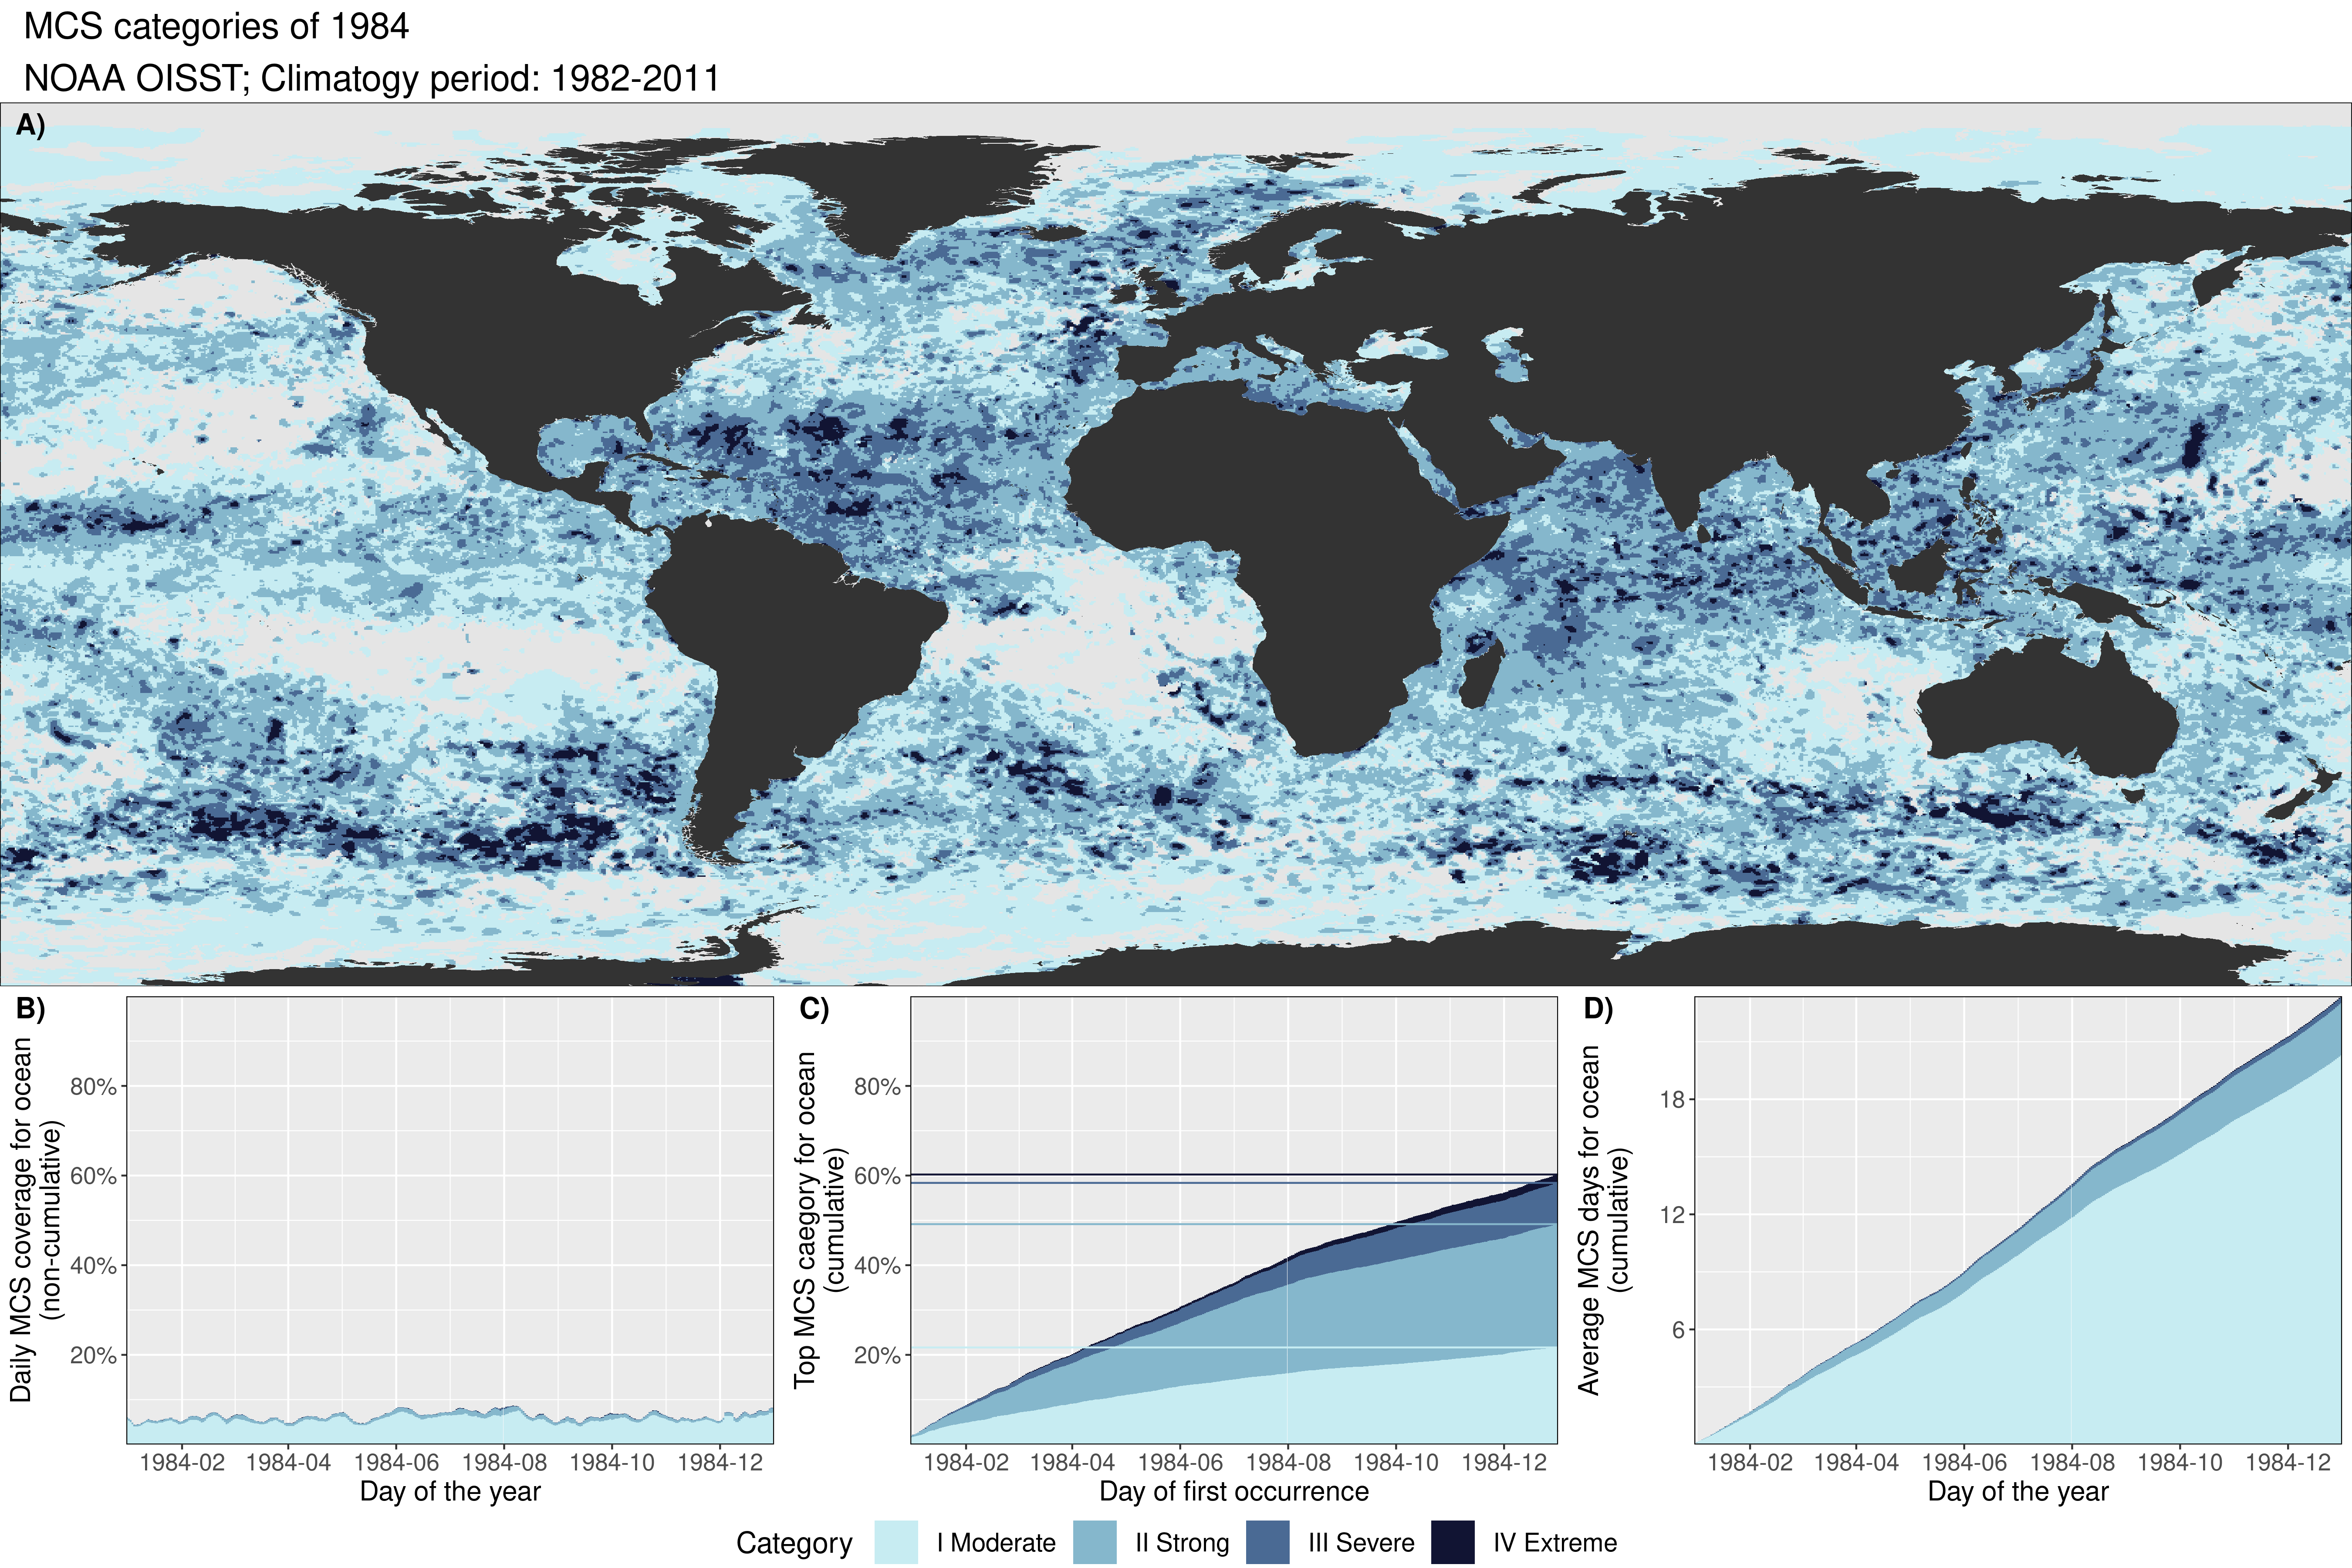 MCS categories of 1984
NOAA OISST; Climatogy period: 1982-2011
A)
B)
Daily MCS coverage for ocean
(non-cumulative)
80%
60%
40%
20%
1984-02 1984-04 1984-06 1984-08 1984-10 1984-12
Day of the year
C)
Top MCS category for ocean
(cumulative)
80%
60%
40%
20%
1984-02 1984-04 1984-06 1984-08 1984-10 1984-12
Day of first occurrence
D)
Average MCS days for ocean
(cumulative)
18
12
6
1984-02 1984-04 1984-06 1984-08 1984-10 1984-12
Day of the year
Category I Moderate II Strong III Severe IV Extreme